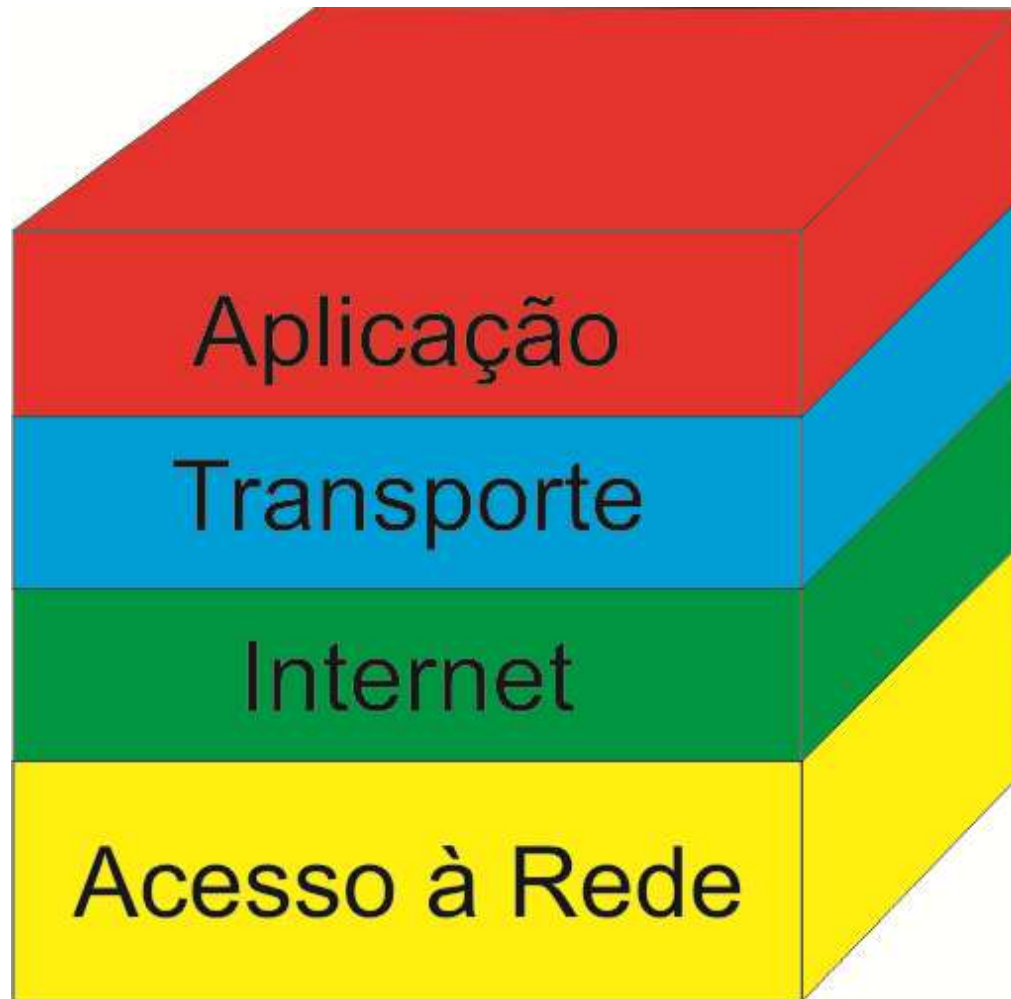 Aplicação
Transporte
Internet
Acesso à Rede